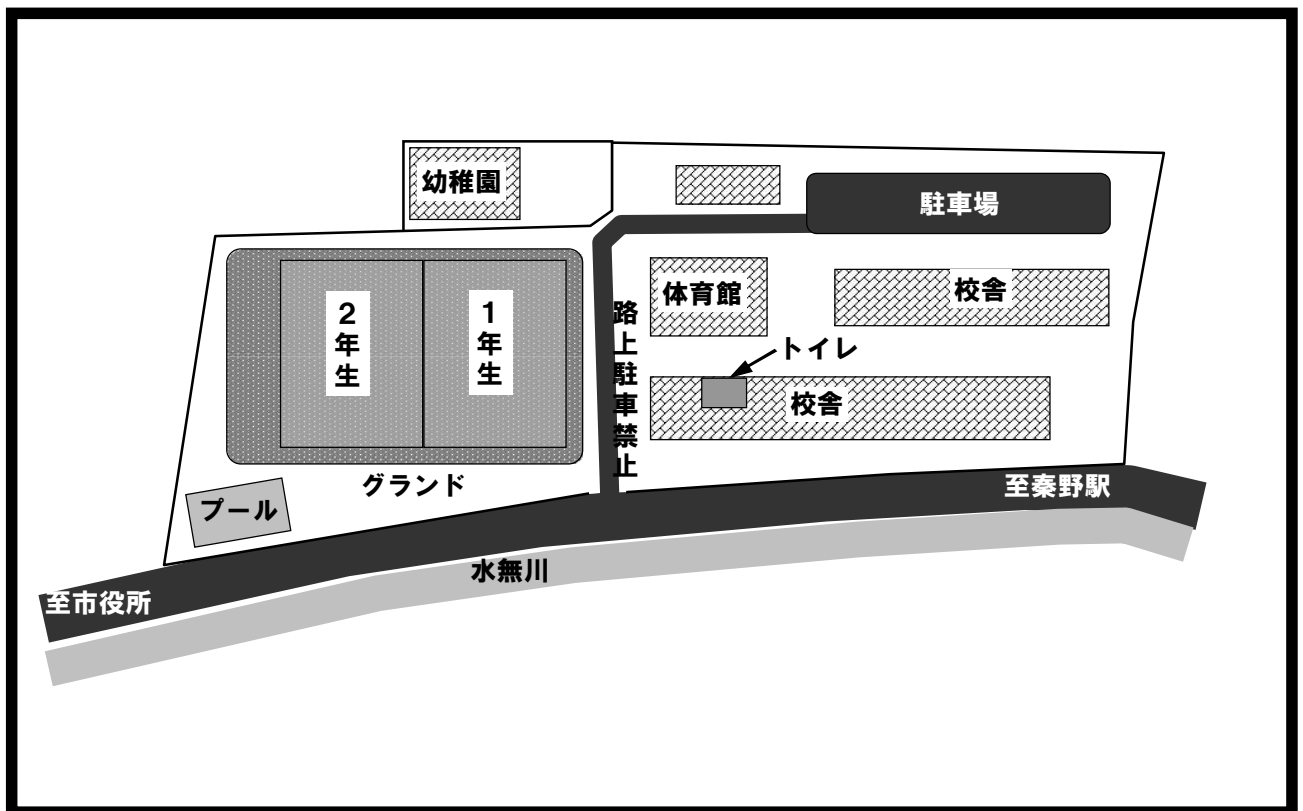 幼稚園
駐車場
体育館
校舎
2年生
1年生
路上駐車禁止
トイレ
校舎
グランド
プール
至秦野駅
水無川
至市役所